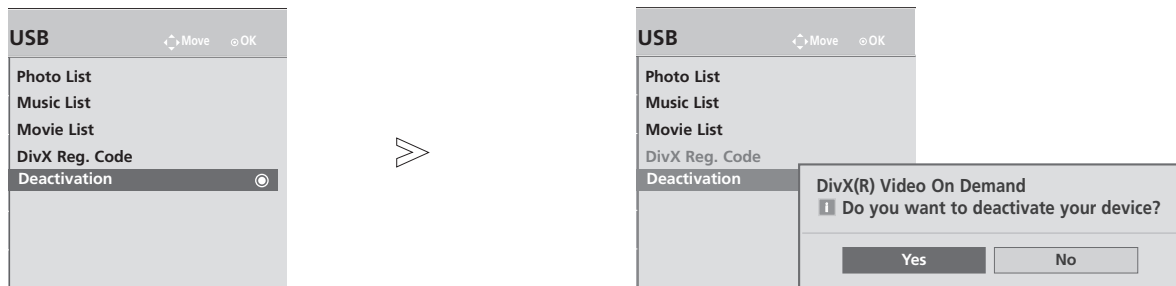 USB Move OK
Photo List
Music List
Movie List
DivX Reg. Code
Deactivation
USB Move OK
Photo List
Music List
Movie List
DivX Reg. Code
Deactivation
DivX(R) Video On Demand
i Do you want to deactivate your device?
Yes No